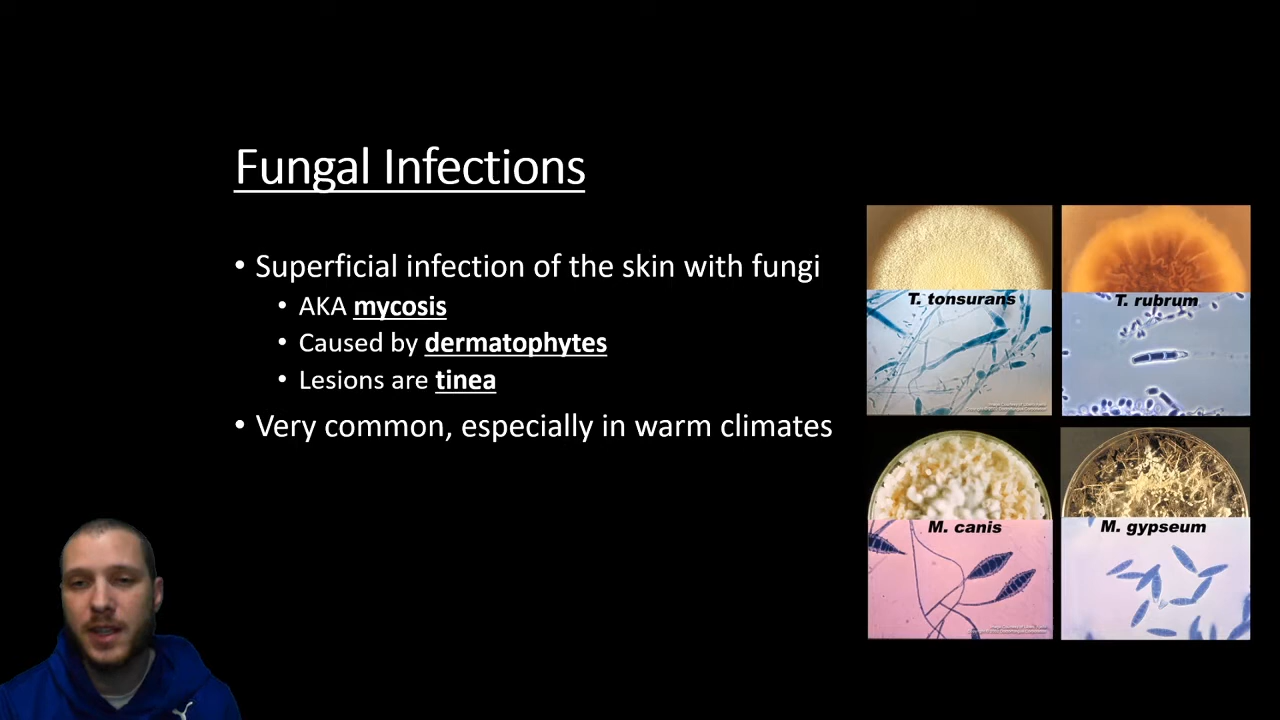 Fungal Infections
• Superficial infection of the skin with fungi
• AKA mycosis
• Caused by dermatophytes
• Lesions are tinea
• Very common, especially in warm climates
T. tonsurans
T. rubrum
M. canis
M. gypseum